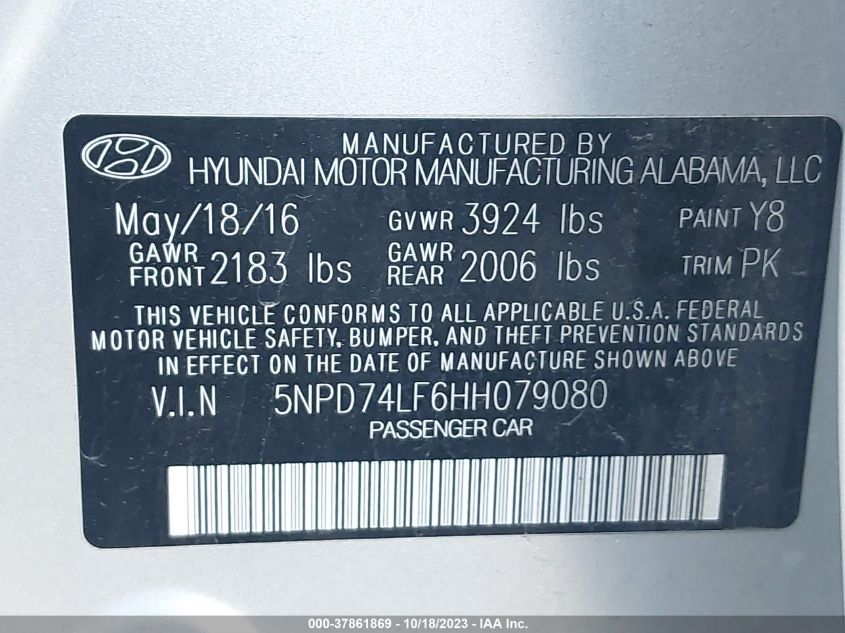 MANUFACTURED BY
HYUNDAI MOTOR MANUFACTURING ALABAMA, LLC
May/18/16 GVWR 3924 lbs PAINT Y8
GAWR FRONT 2183 lbs GAWR REAR 2006 lbs TRIM PK
THIS VEHICLE CONFORMS TO ALL APPLICABLE U.S.A. FEDERAL
MOTOR VEHICLE SAFETY, BUMPER, AND THEFT PREVENTION STANDARDS
IN EFFECT ON THE DATE OF MANUFACTURE SHOWN ABOVE
V.I.N 5NPD74LF6HH079080
PASSENGER CAR
000-37861869 - 10/18/2023 - IAA Inc.